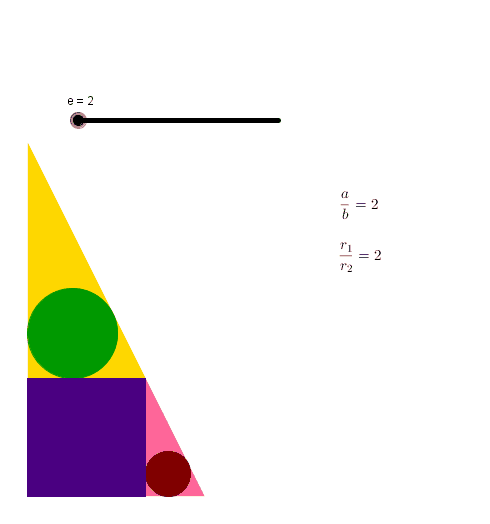 e = 2
a/b = 2
r₁/r₂ = 2